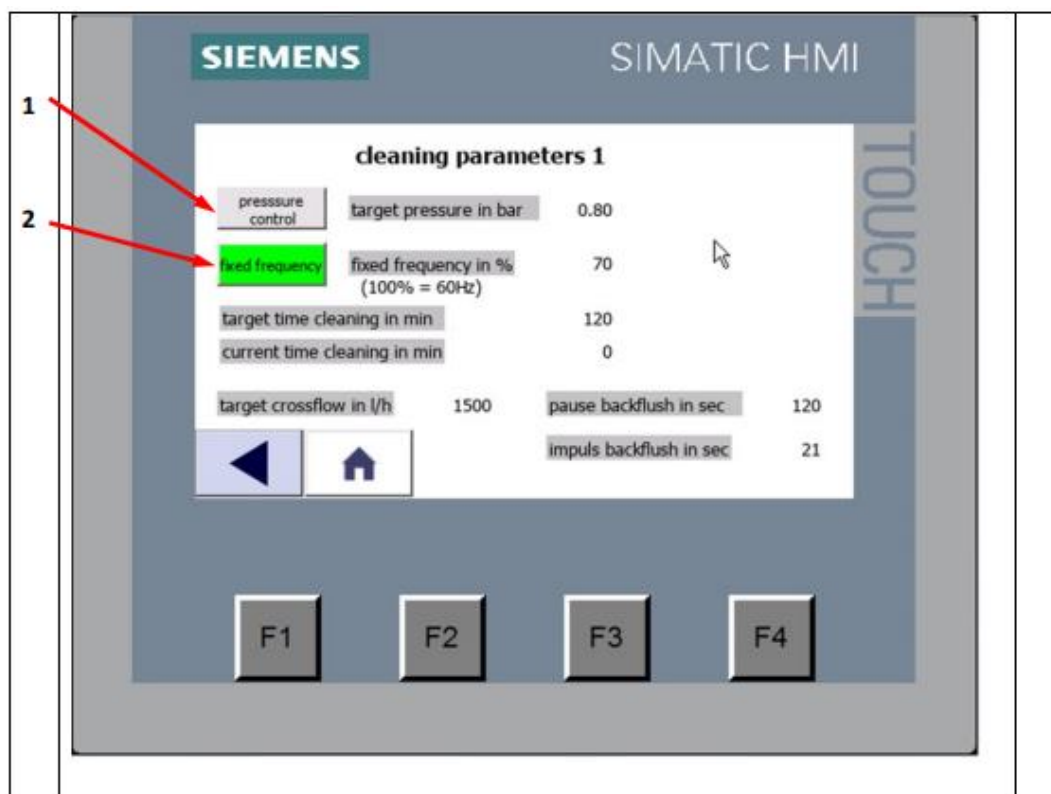 SIEMENS
SIMATIC HMI
TOUCH
1
2
cleaning parameters 1
presssure
control
target pressure in bar 0.80
fixed frequency
fixed frequency in % 70
(100% = 60Hz)
target time cleaning in min 120
current time cleaning in min 0
target crossflow in l/h 1500 pause backflush in sec 120
impuls backflush in sec 21
F1 F2 F3 F4